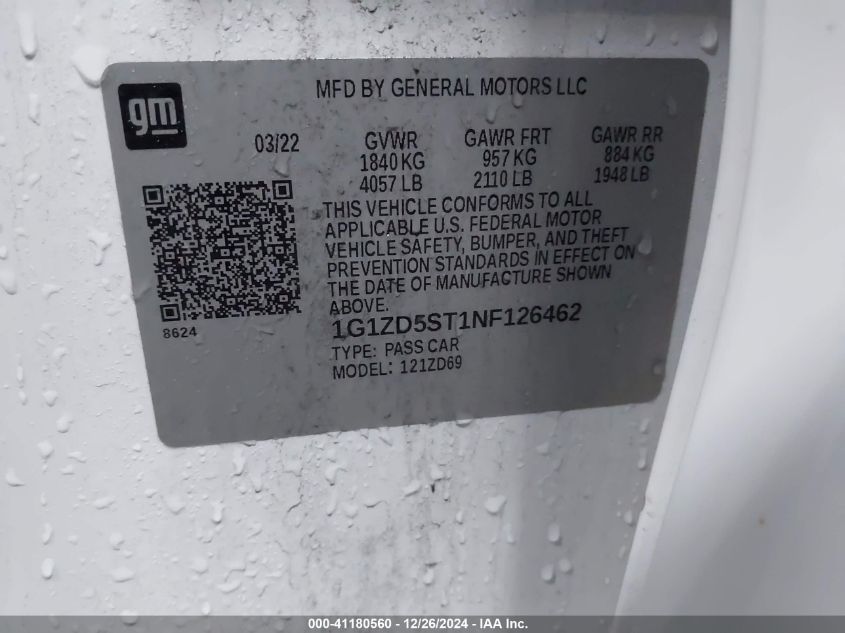 MFD BY GENERAL MOTORS LLC
gm
03/22 GVWR GAWR FRT GAWR RR
1840 KG 957 KG 884 KG
4057 LB 2110 LB 1948 LB
THIS VEHICLE CONFORMS TO ALL
APPLICABLE U.S. FEDERAL MOTOR
VEHICLE SAFETY, BUMPER, AND THEFT
PREVENTION STANDARDS IN EFFECT ON
THE DATE OF MANUFACTURE SHOWN
ABOVE.
8624
1G1ZD5ST1NF126462
TYPE: PASS CAR
MODEL: 121ZD69
000-41180560 - 12/26/2024 - IAA Inc.